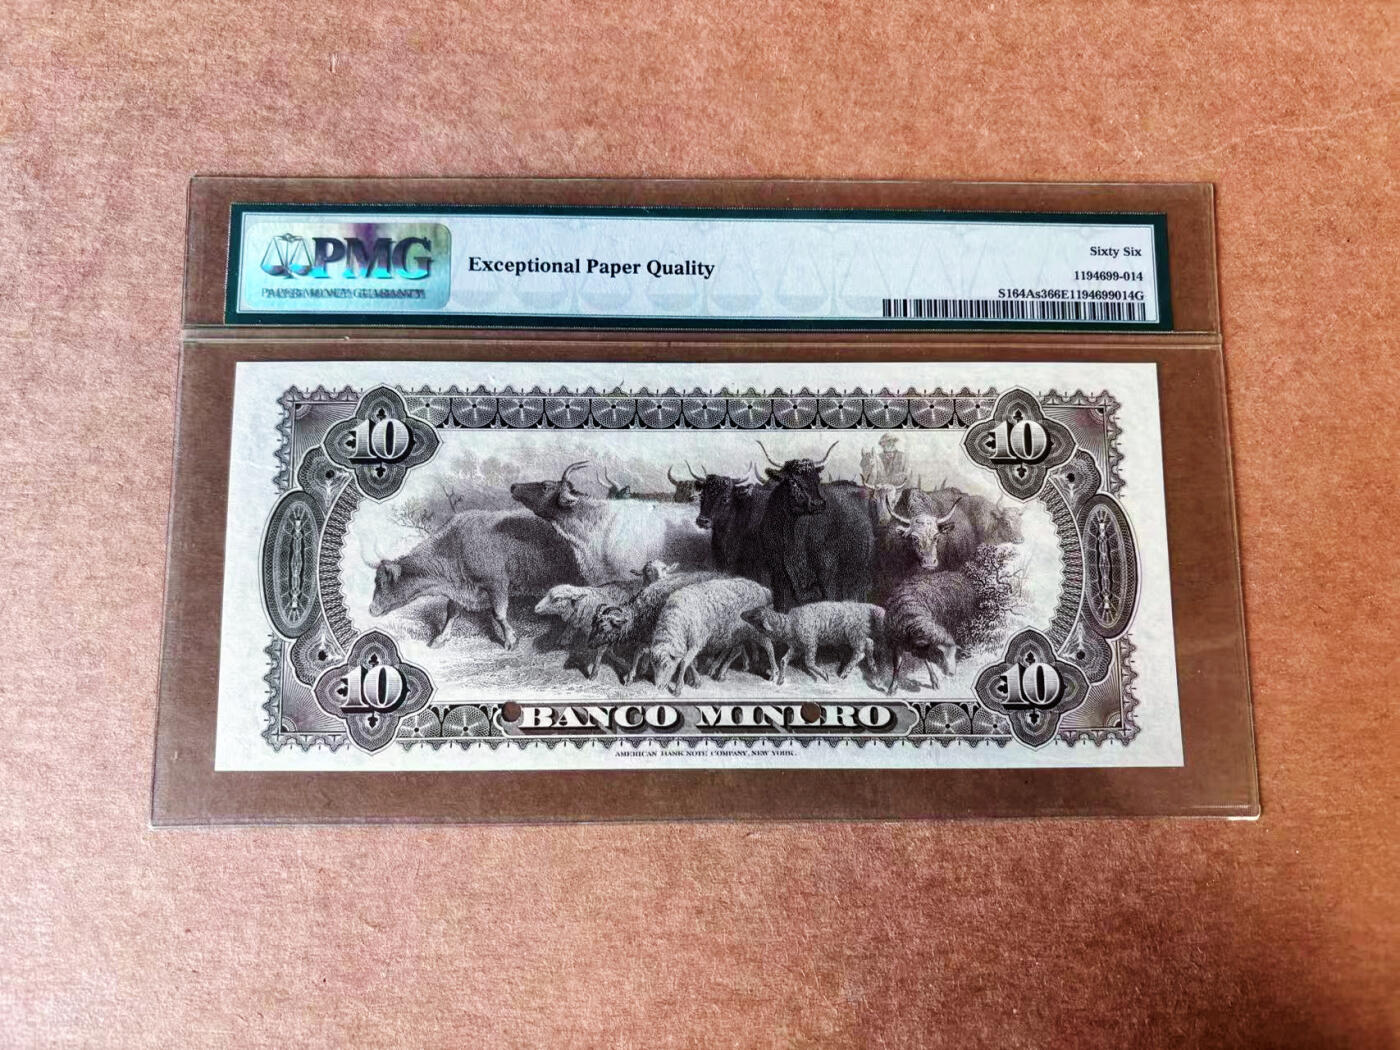 PMG
PAPER MONEY GUARANTY
Exceptional Paper Quality
Sixty Six
1194699-014
S164As366E1194699014G
10
10
10
10
BANCO MINERO
AMERICAN BANK NOTE COMPANY, NEW YORK.